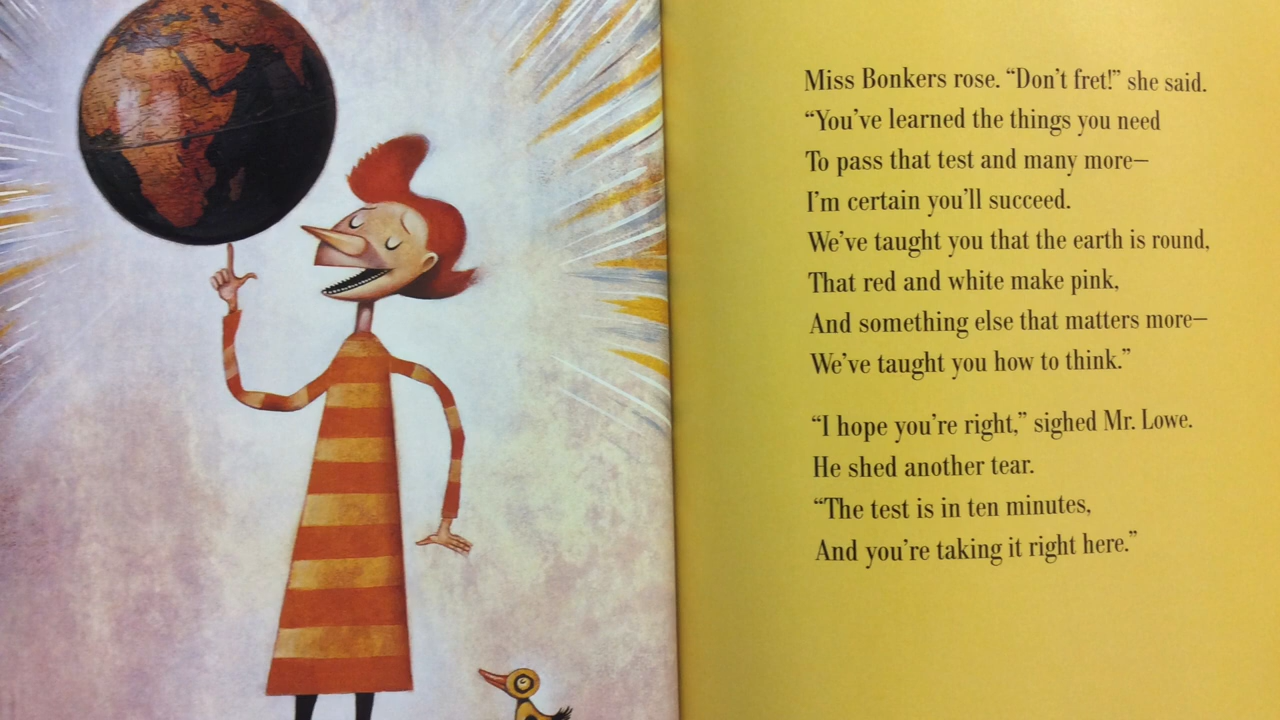 Miss Bonkers rose. “Don’t fret!” she said.
“You’ve learned the things you need
To pass that test and many more—
I’m certain you’ll succeed.
We’ve taught you that the earth is round,
That red and white make pink,
And something else that matters more—
We’ve taught you how to think.”
“I hope you’re right,” sighed Mr. Lowe.
He shed another tear.
“The test is in ten minutes,
And you’re taking it right here.”